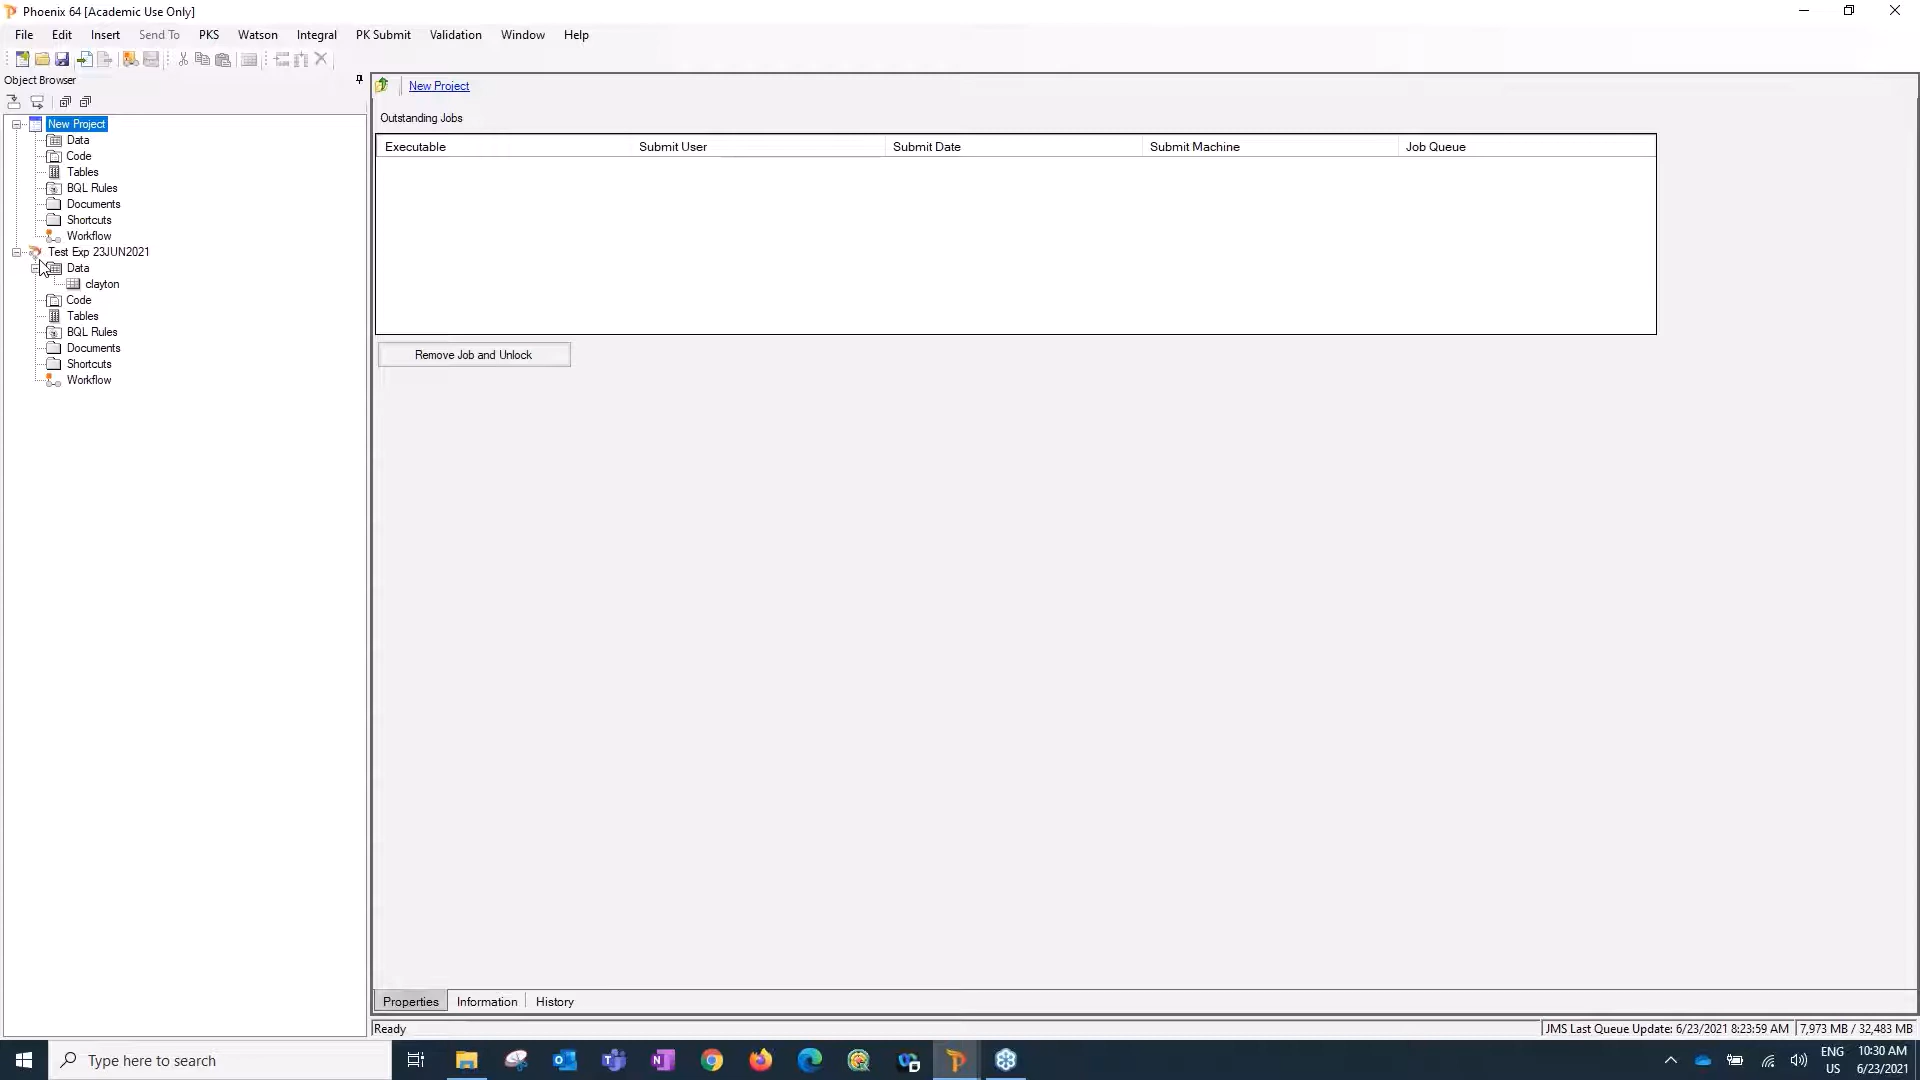 Phoenix 64 [Academic Use Only]
File Edit Insert Send To PKS Watson Integral PK Submit Validation Window Help
Object Browser
New Project
Data
Code
Tables
BQL Rules
Documents
Shortcuts
Workflow
Test Exp 23JUN2021
Data
clayton
Code
Tables
BQL Rules
Documents
Shortcuts
Workflow
New Project
Outstanding Jobs
Executable Submit User Submit Date Submit Machine Job Queue
Remove Job and Unlock
Properties Information History
Ready
JMS Last Queue Update: 6/23/2021 8:23:59 AM 7,973 MB / 32,483 MB
Type here to search
ENG
US
10:30 AM
6/23/2021